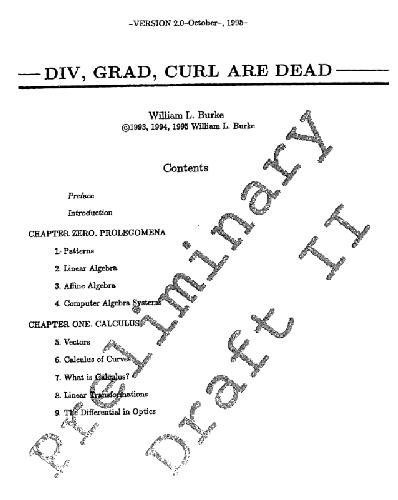 -VERSION 2.0-October-, 1995-
DIV, GRAD, CURL ARE DEAD
William L. Burke
©1993, 1994, 1995 William L. Burke
Contents
Preface
Introduction
CHAPTER ZERO. PROLEGOMENA
1. Patterns
2. Linear Algebra
3. Affine Algebra
4. Computer Algebra Systems
CHAPTER ONE. CALCULUS
5. Vectors
6. Calculus of Curves
7. What is Calculus?
8. Linear Transformations
9. The Differential in Optics
Preliminary
Draft II